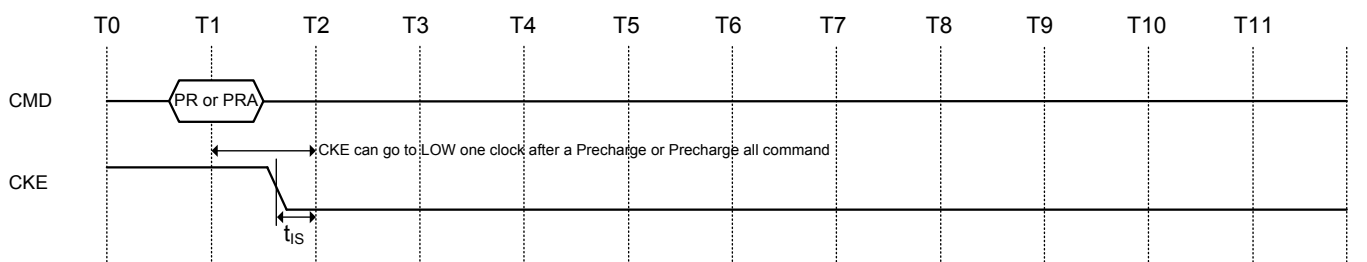 T0 T1 T2 T3 T4 T5 T6 T7 T8 T9 T10 T11
CMD PR or PRA
CKE can go to LOW one clock after a Precharge or Precharge all command
CKE
tIS